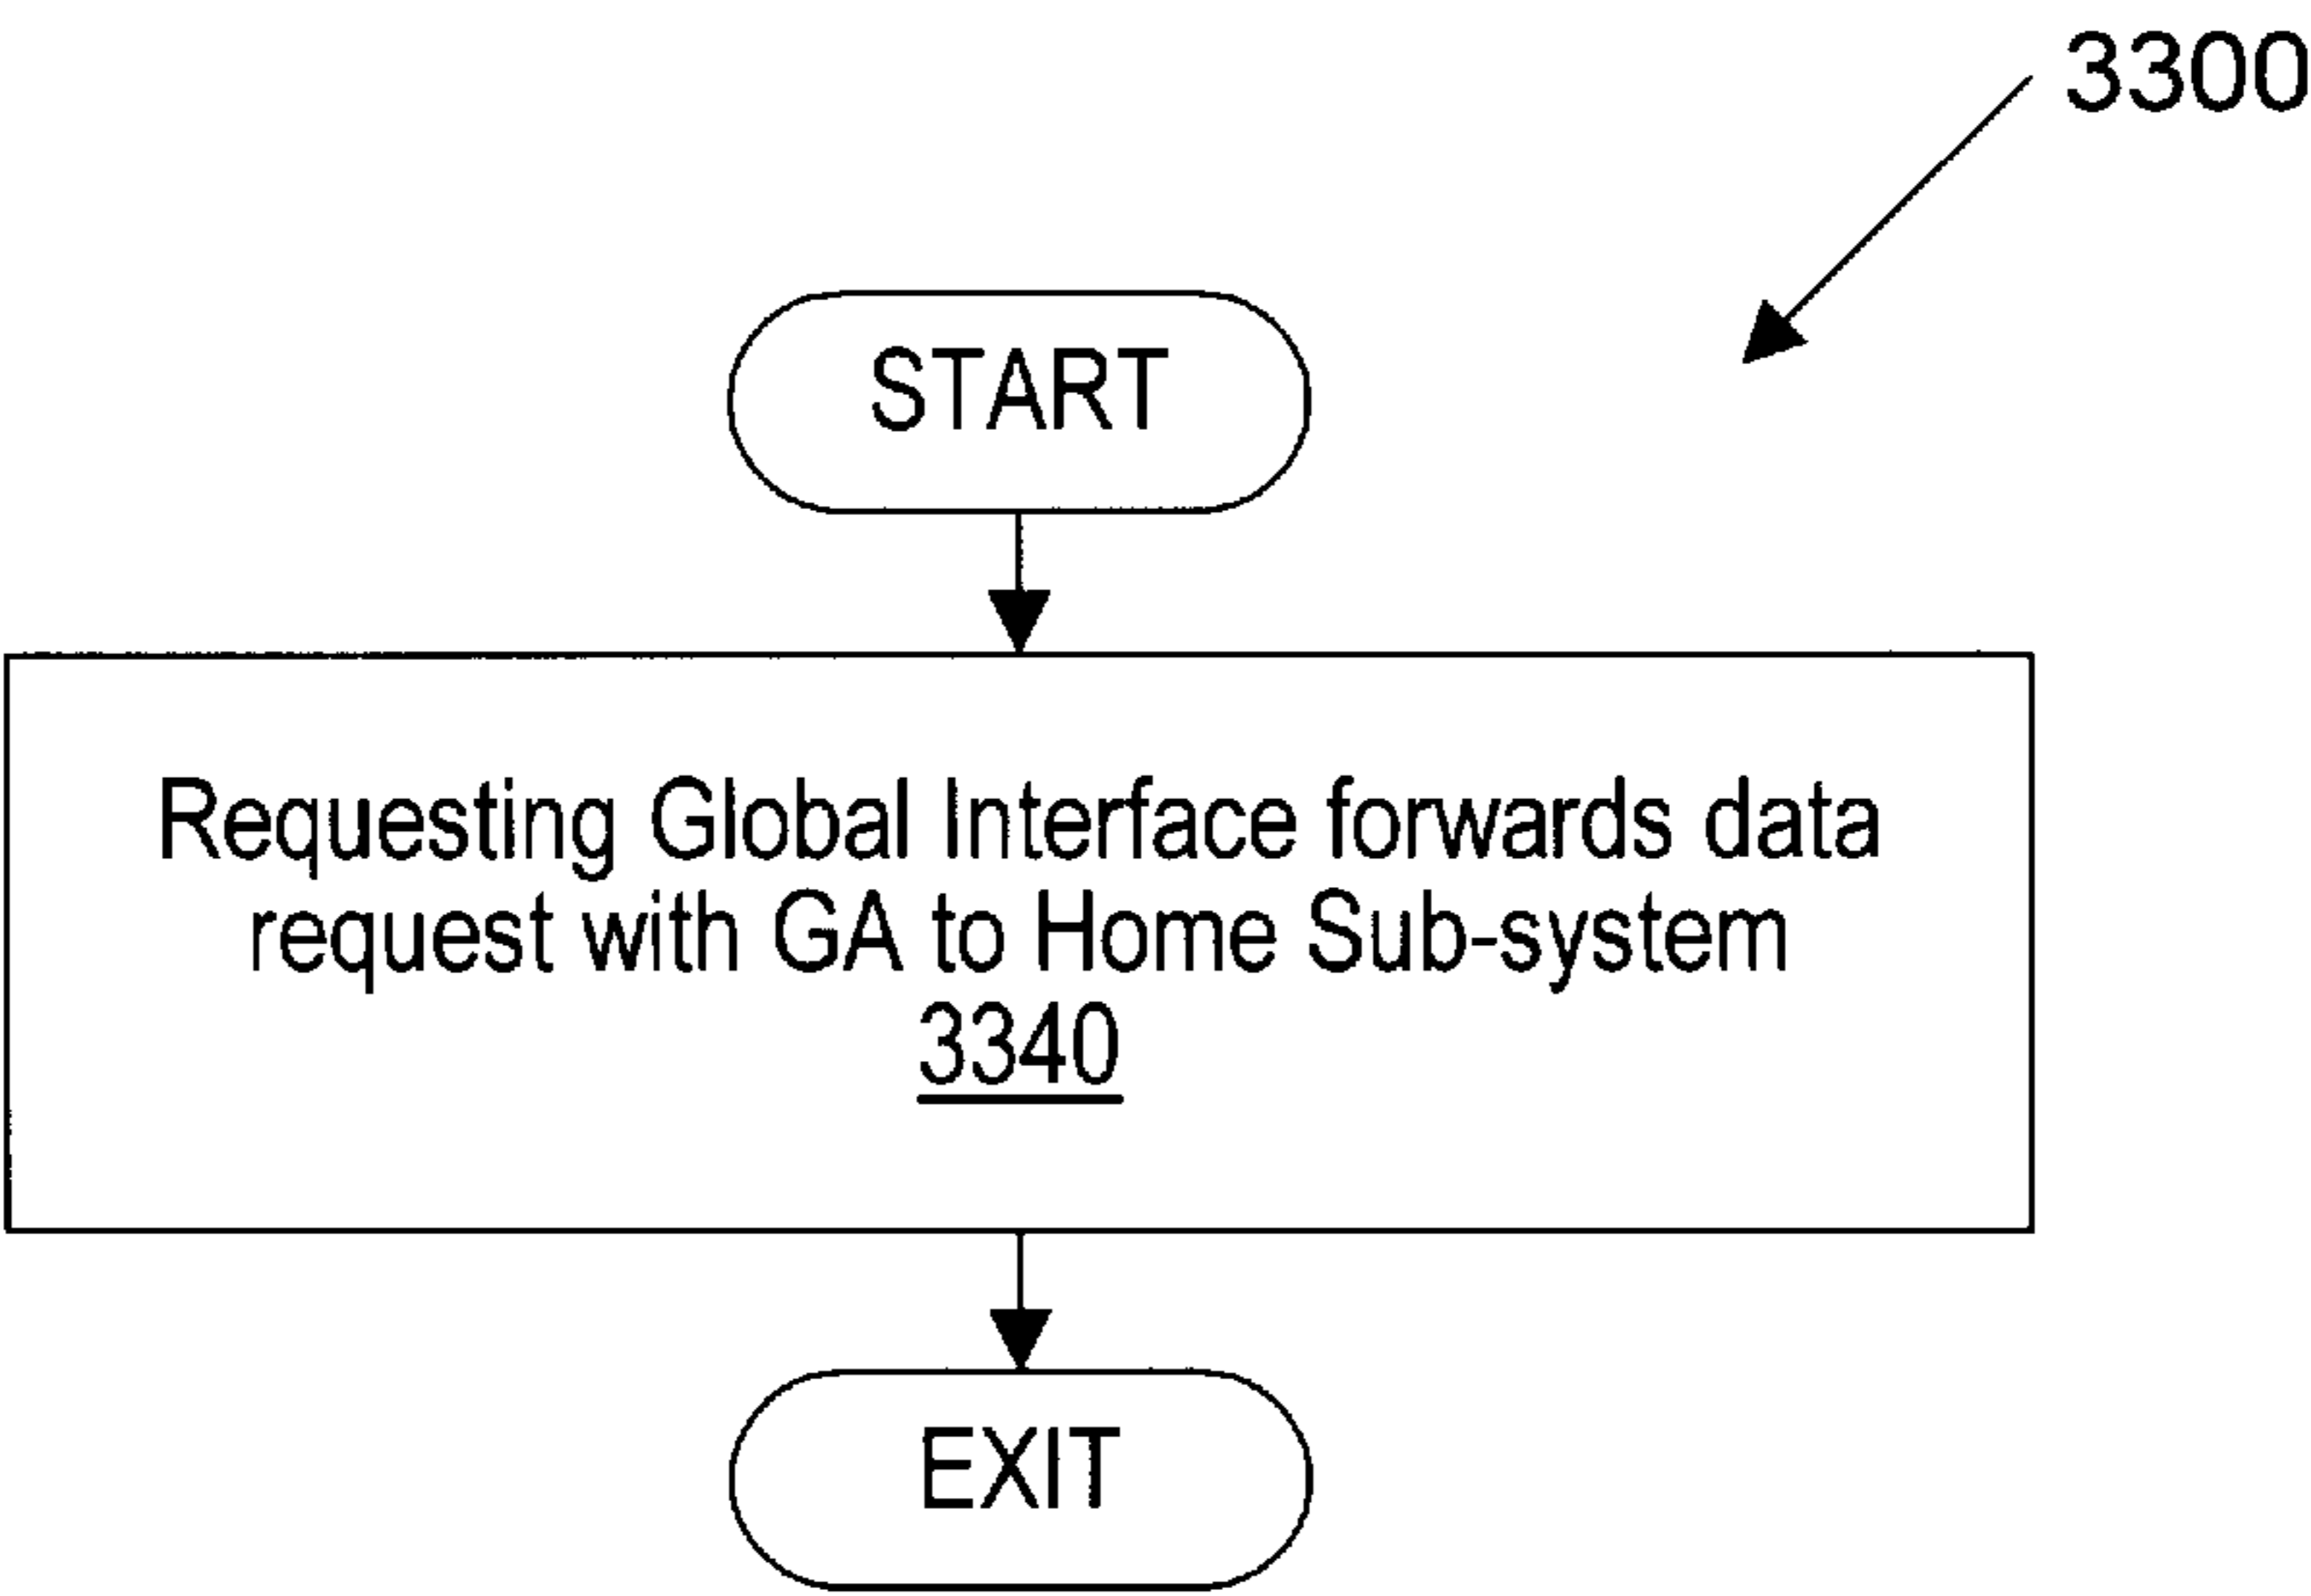 3300
START
Requesting Global Interface forwards data
request with GA to Home Sub-system
3340
EXIT